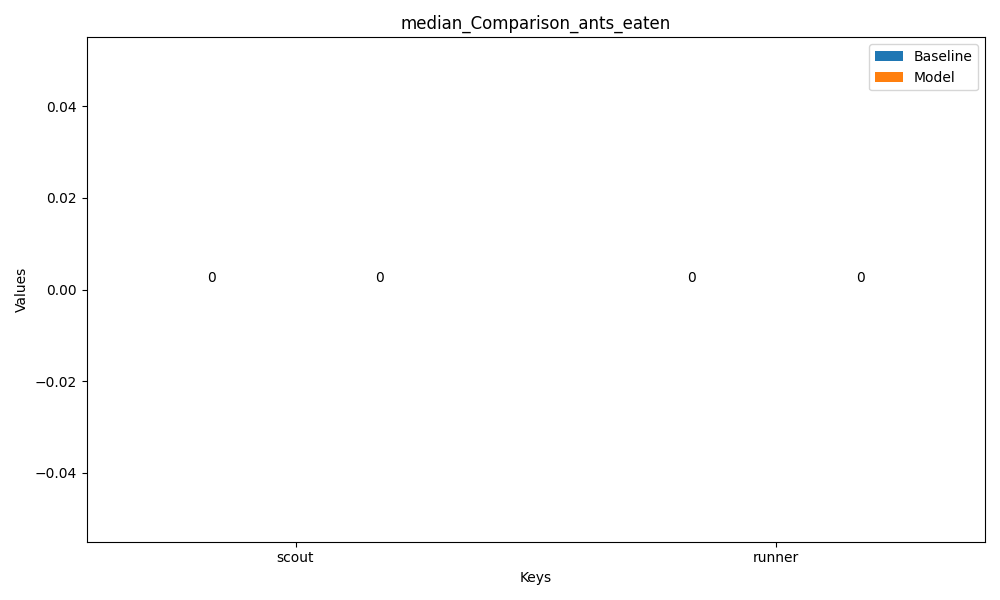 median_Comparison_ants_eaten
Baseline
Model
0.04
0.02
0.00
−0.02
−0.04
Values
0
0
0
0
scout
runner
Keys